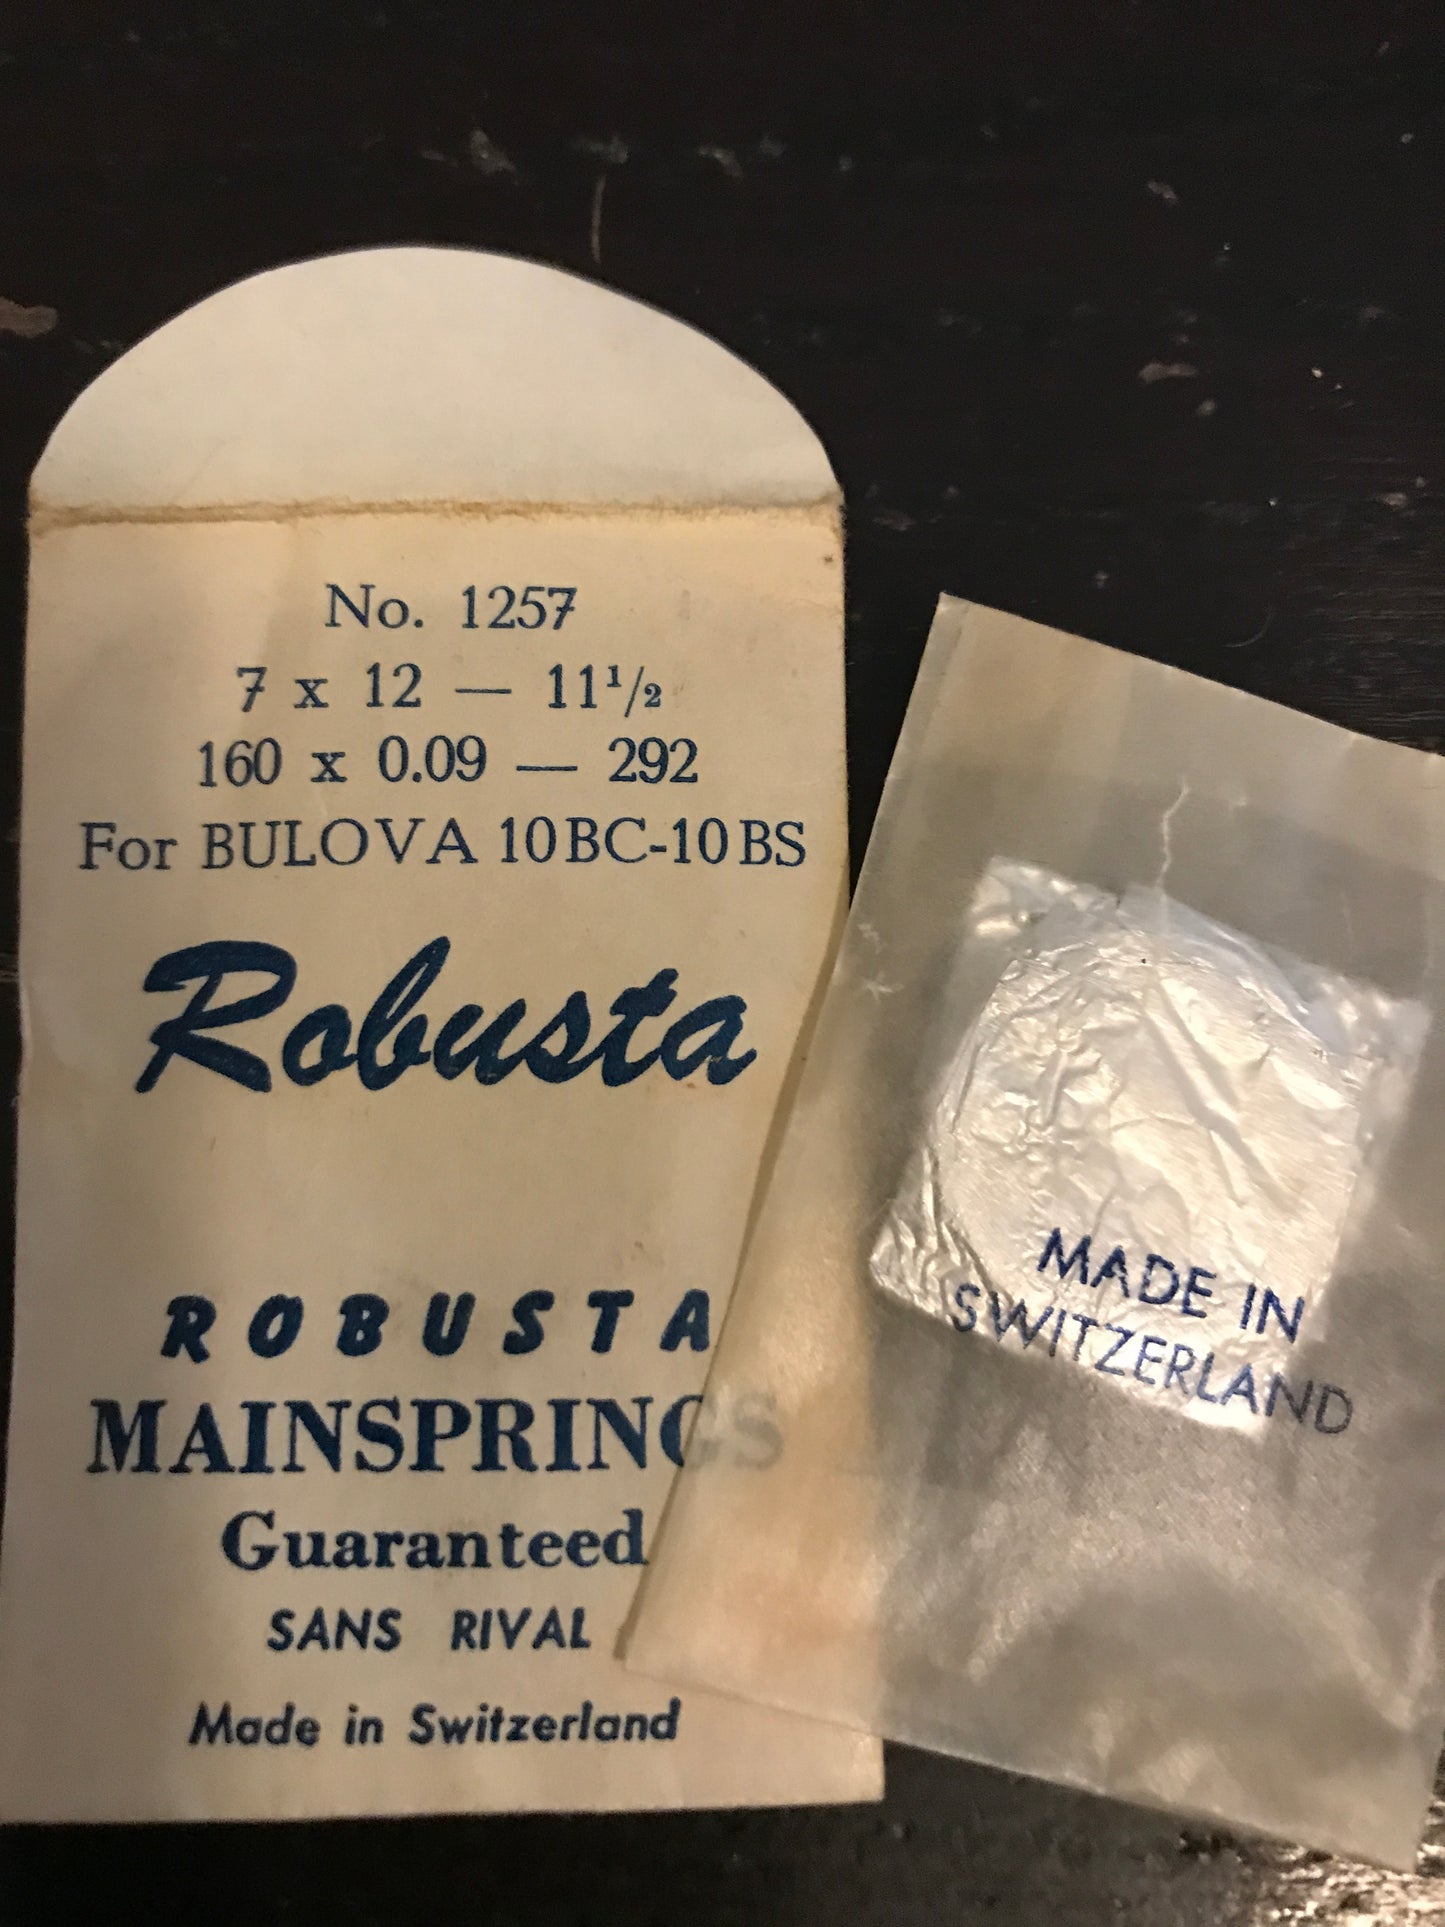 No. 1257
7 x 12 — 11¹/₂
160 x 0.09 — 292
For BULOVA 10BC-10BS
Robusta
ROBUSTA
MAINSPRINGS
Guaranteed
SANS RIVAL
Made in Switzerland
MADE IN
SWITZERLAND